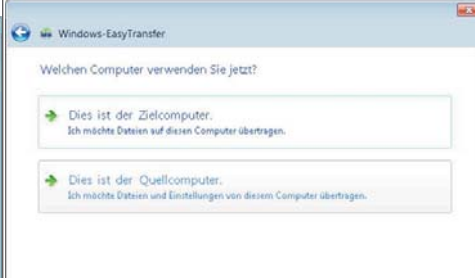 Windows-EasyTransfer
Welchen Computer verwenden Sie jetzt?
Dies ist der Zielcomputer.
Ich möchte Dateien auf diesen Computer übertragen.
Dies ist der Quellcomputer.
Ich möchte Dateien und Einstellungen von diesem Computer übertragen.